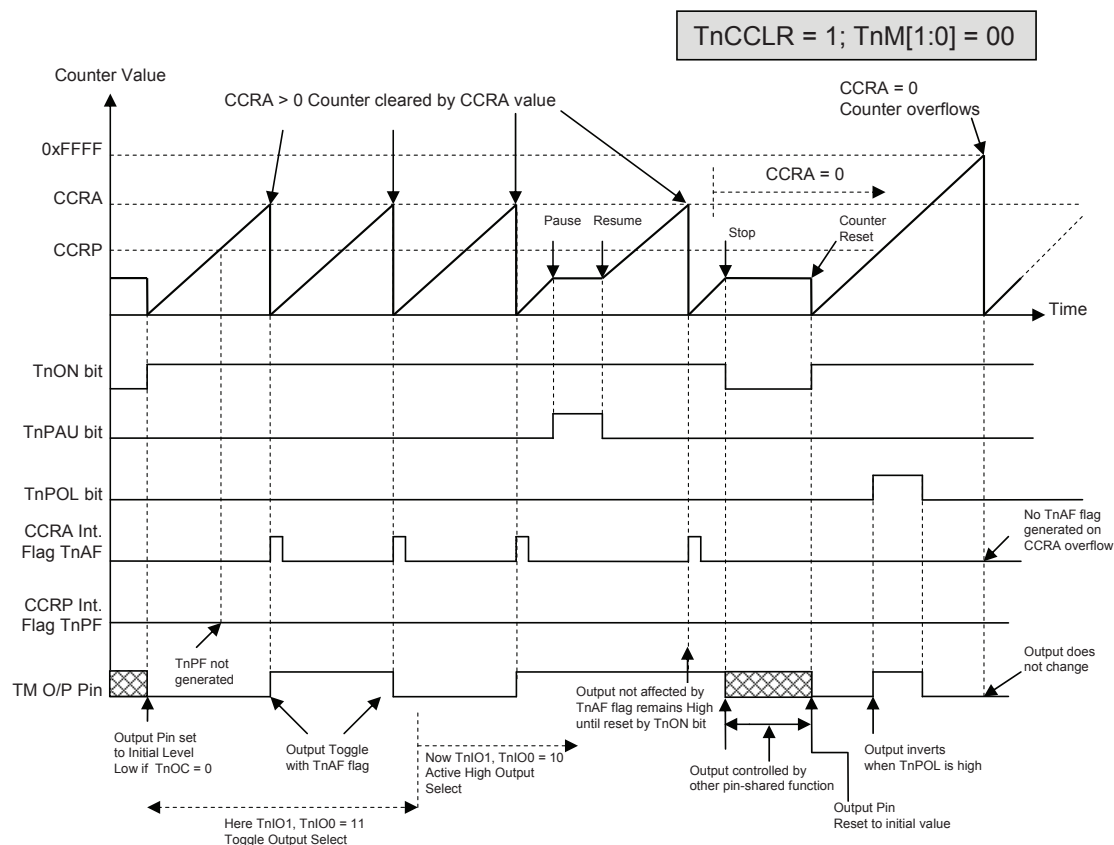 TnCCLR = 1; TnM[1:0] = 00
Counter Value
CCRA > 0 Counter cleared by CCRA value
CCRA = 0
Counter overflows
0xFFFF
CCRA = 0
CCRA
Pause
Resume
Stop
Counter
Reset
CCRP
Time
TnON bit
TnPAU bit
TnPOL bit
No TnAF flag
generated on
CCRA overflow
CCRA Int.
Flag TnAF
CCRP Int.
Flag TnPF
TnPF not
generated
Output does
not change
TM O/P Pin
Output not affected by
TnAF flag remains High
until reset by TnON bit
Output Pin set
to Initial Level
Low if TnOC = 0
Output Toggle
with TnAF flag
Now TnIO1, TnIO0 = 10
Active High Output
Select
Output controlled by
other pin-shared function
Output inverts
when TnPOL is high
Output Pin
Reset to initial value
Here TnIO1, TnIO0 = 11
Toggle Output Select